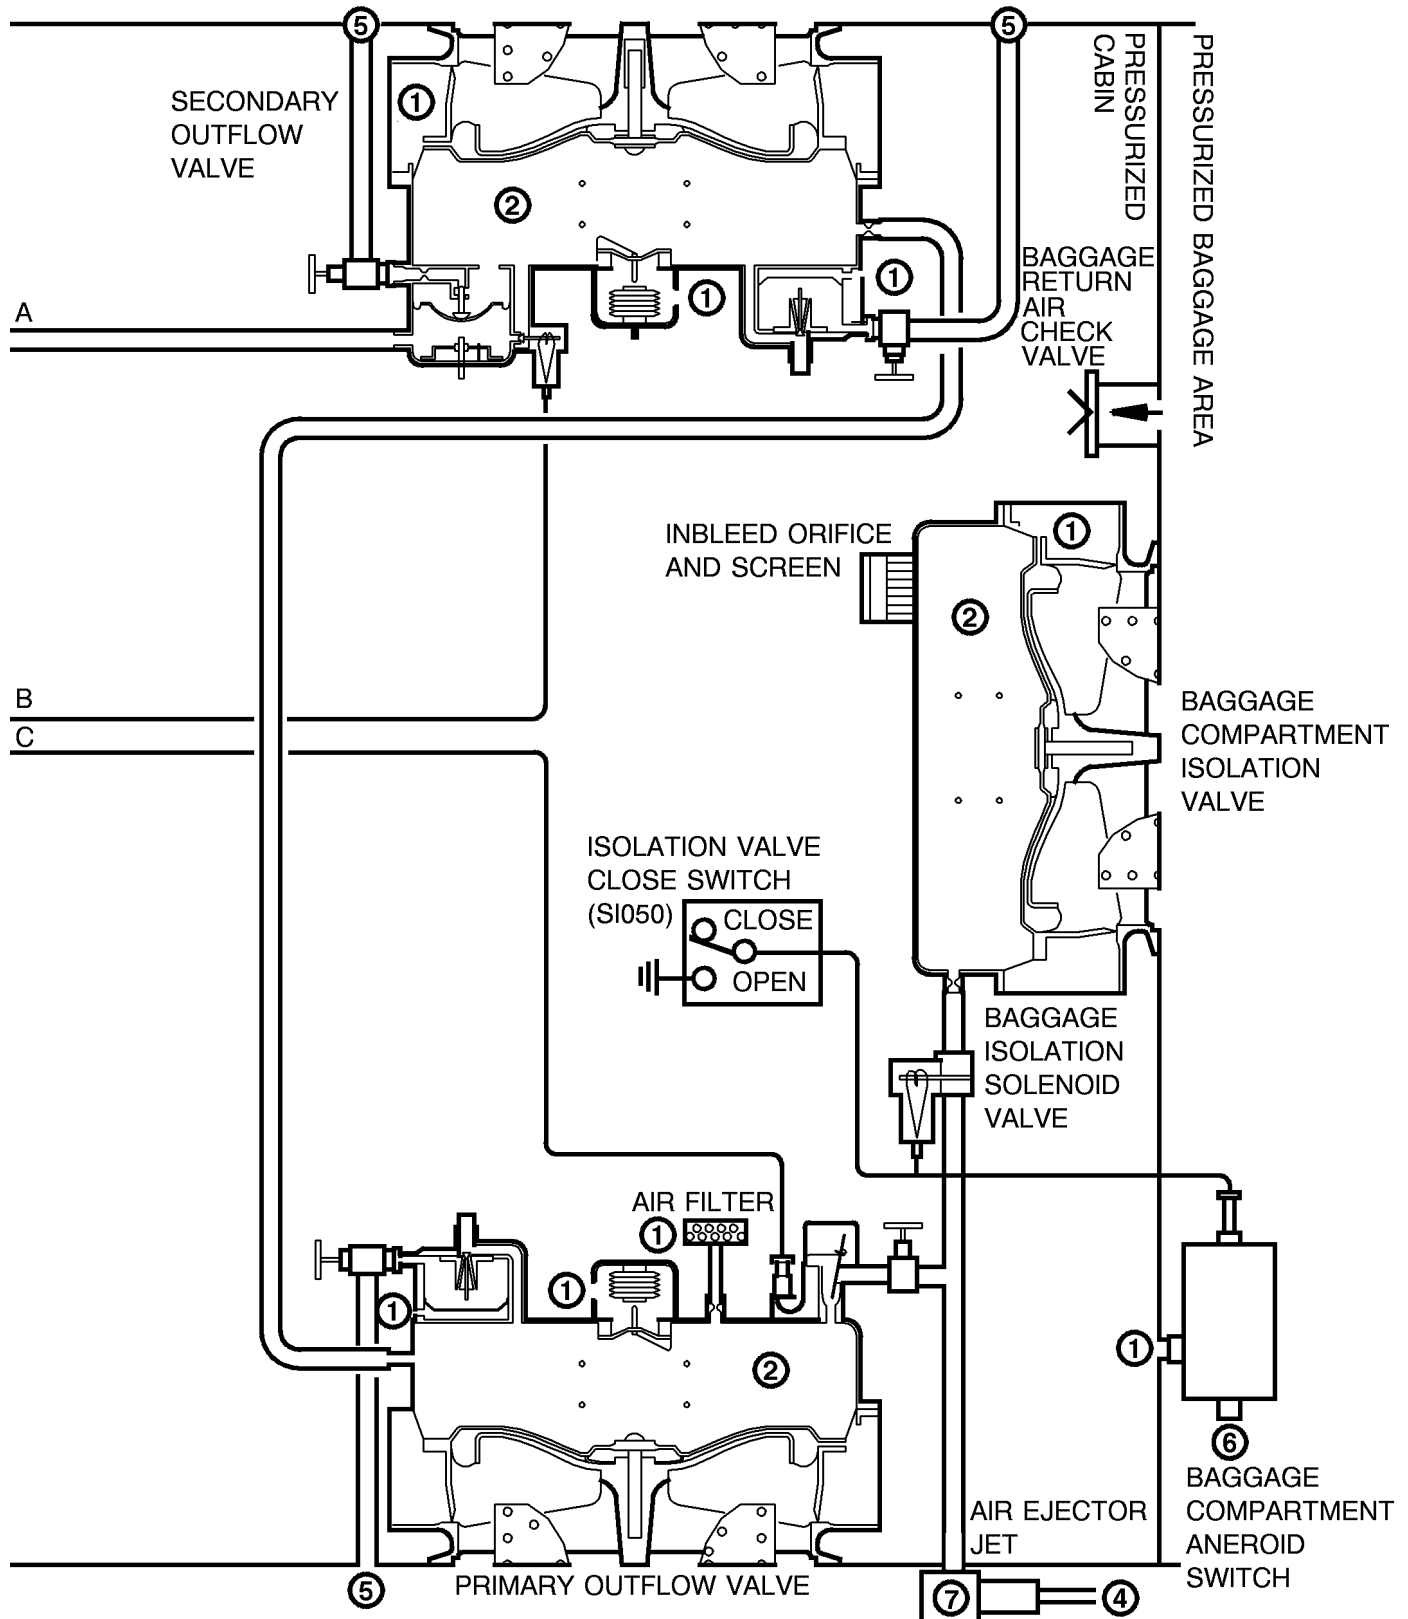 5
5
SECONDARY
OUTFLOW
VALVE
1
PRESSURIZED
CABIN
PRESSURIZED BAGGAGE AREA
2
1
1
BAGGAGE
RETURN
AIR
CHECK
VALVE
A
INBLEED ORIFICE
AND SCREEN
1
2
B
C
BAGGAGE
COMPARTMENT
ISOLATION
VALVE
ISOLATION VALVE
CLOSE SWITCH
(SI050)
CLOSE
OPEN
BAGGAGE
ISOLATION
SOLENOID
VALVE
AIR FILTER
1
1
1
2
1
6
BAGGAGE
COMPARTMENT
ANEROID
SWITCH
AIR EJECTOR
JET
5
PRIMARY OUTFLOW VALVE
7
4